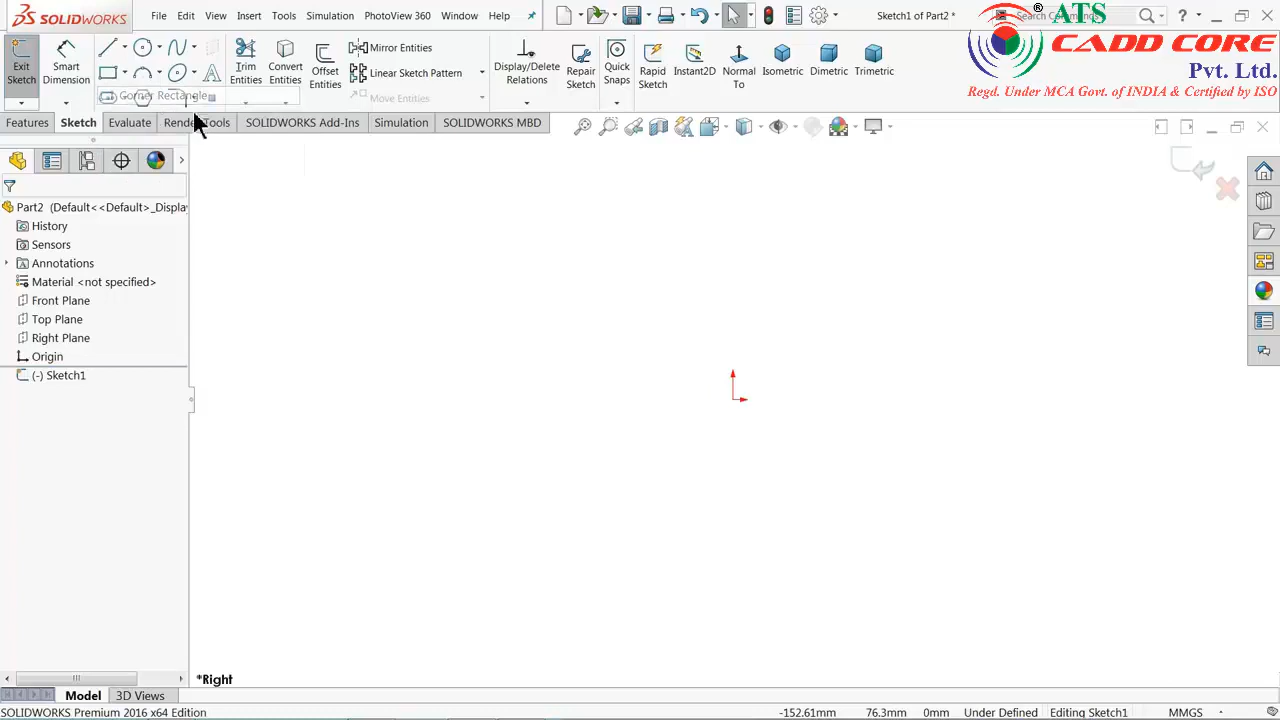 SOLIDWORKS
File
Edit
View
Insert
Tools
Simulation
PhotoView 360
Window
Help
Sketch1 of Part2 *
Search Commands
ATS
CADD CORE
Pvt. Ltd.
Regd. Under MCA Govt. of INDIA & Certified by ISO
Exit Sketch
Smart Dimension
Trim Entities
Convert Entities
Offset Entities
Mirror Entities
Linear Sketch Pattern
Move Entities
Display/Delete Relations
Repair Sketch
Quick Snaps
Rapid Sketch
Instant2D
Normal To
Isometric
Dimetric
Trimetric
Corner Rectangle
Features
Sketch
Evaluate
Render Tools
SOLIDWORKS Add-Ins
Simulation
SOLIDWORKS MBD
Part2 (Default<<Default>_Displa
History
Sensors
Annotations
Material <not specified>
Front Plane
Top Plane
Right Plane
Origin
(-) Sketch1
*Right
Model
3D Views
SOLIDWORKS Premium 2016 x64 Edition
-152.61mm
76.3mm
0mm
Under Defined
Editing Sketch1
MMGS